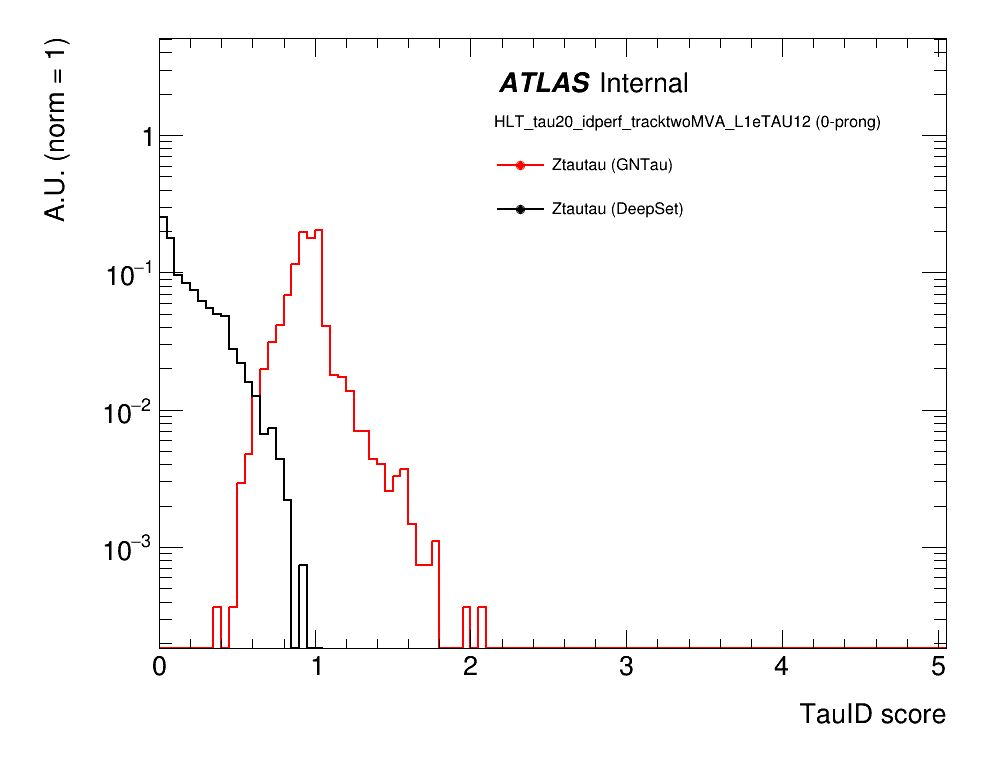 A.U. (norm = 1)
ATLAS Internal
HLT_tau20_idperf_tracktwoMVA_L1eTAU12 (0-prong)
Ztautau (GNTau)
Ztautau (DeepSet)
1
10⁻¹
10⁻²
10⁻³
0 1 2 3 4 5
TauID score